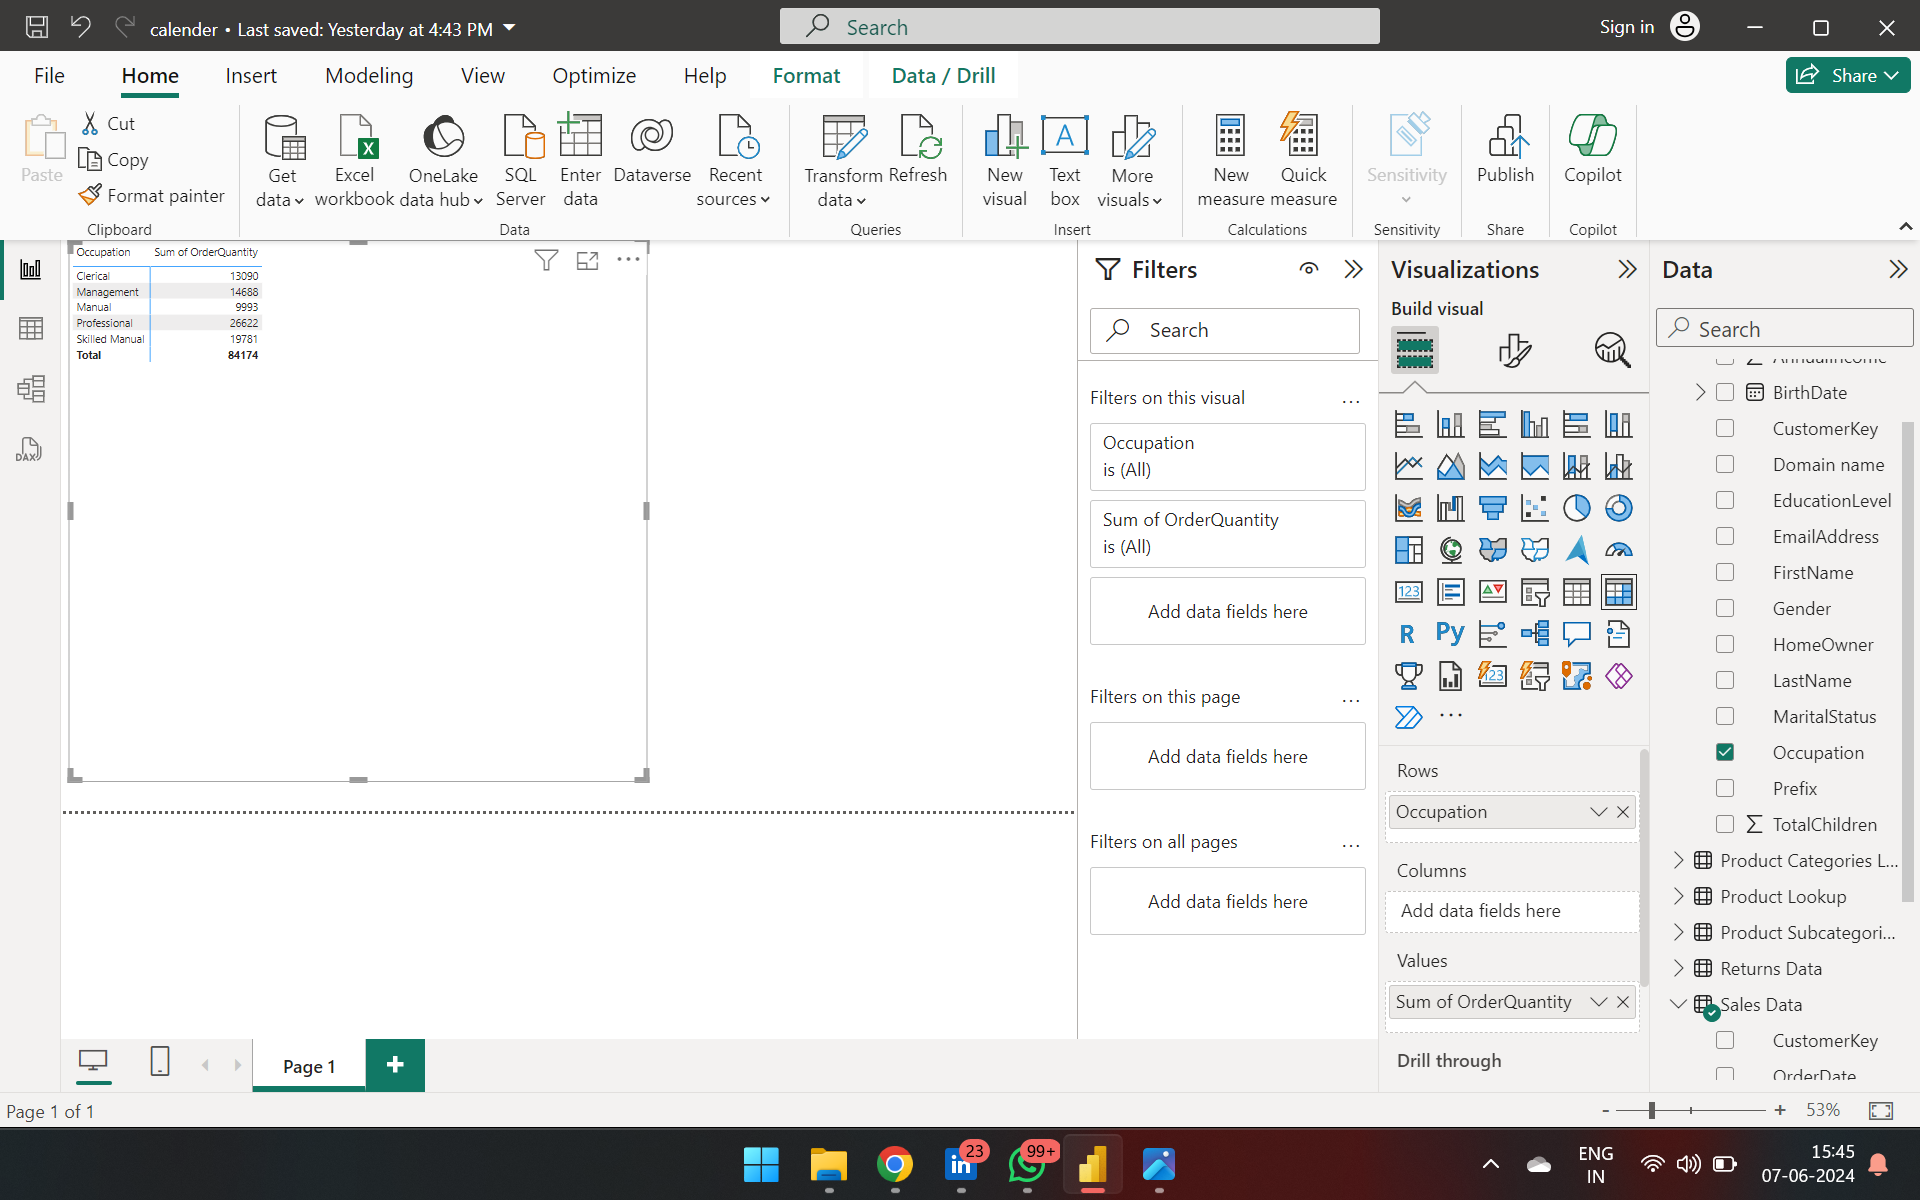 calender • Last saved: Yesterday at 4:43 PM
Search
Sign in
File Home Insert Modeling View Optimize Help Format Data / Drill
Share
Paste
Cut
Copy
Format painter
Clipboard
Get data
Excel workbook
OneLake data hub
SQL Server
Enter data
Dataverse
Recent sources
Data
Transform data
Refresh
Queries
New visual
Text box
More visuals
Insert
New measure
Quick measure
Calculations
Sensitivity
Sensitivity
Publish
Share
Copilot
Copilot
Occupation Sum of OrderQuantity
Clerical 13090
Management 14688
Manual 9993
Professional 26622
Skilled Manual 19781
Total 84174
DAX
Filters
Search
Filters on this visual
Occupation
is (All)
Sum of OrderQuantity
is (All)
Add data fields here
Filters on this page
Add data fields here
Filters on all pages
Add data fields here
Visualizations
Build visual
123
R
Py
123
Rows
Occupation
Columns
Add data fields here
Values
Sum of OrderQuantity
Drill through
Data
Search
AnnualIncome
BirthDate
CustomerKey
Domain name
EducationLevel
EmailAddress
FirstName
Gender
HomeOwner
LastName
MaritalStatus
Occupation
Prefix
TotalChildren
Product Categories L...
Product Lookup
Product Subcategori...
Returns Data
Sales Data
CustomerKey
OrderDate
Page 1
Page 1 of 1
53%
23
99+
ENG
IN
15:45
07-06-2024